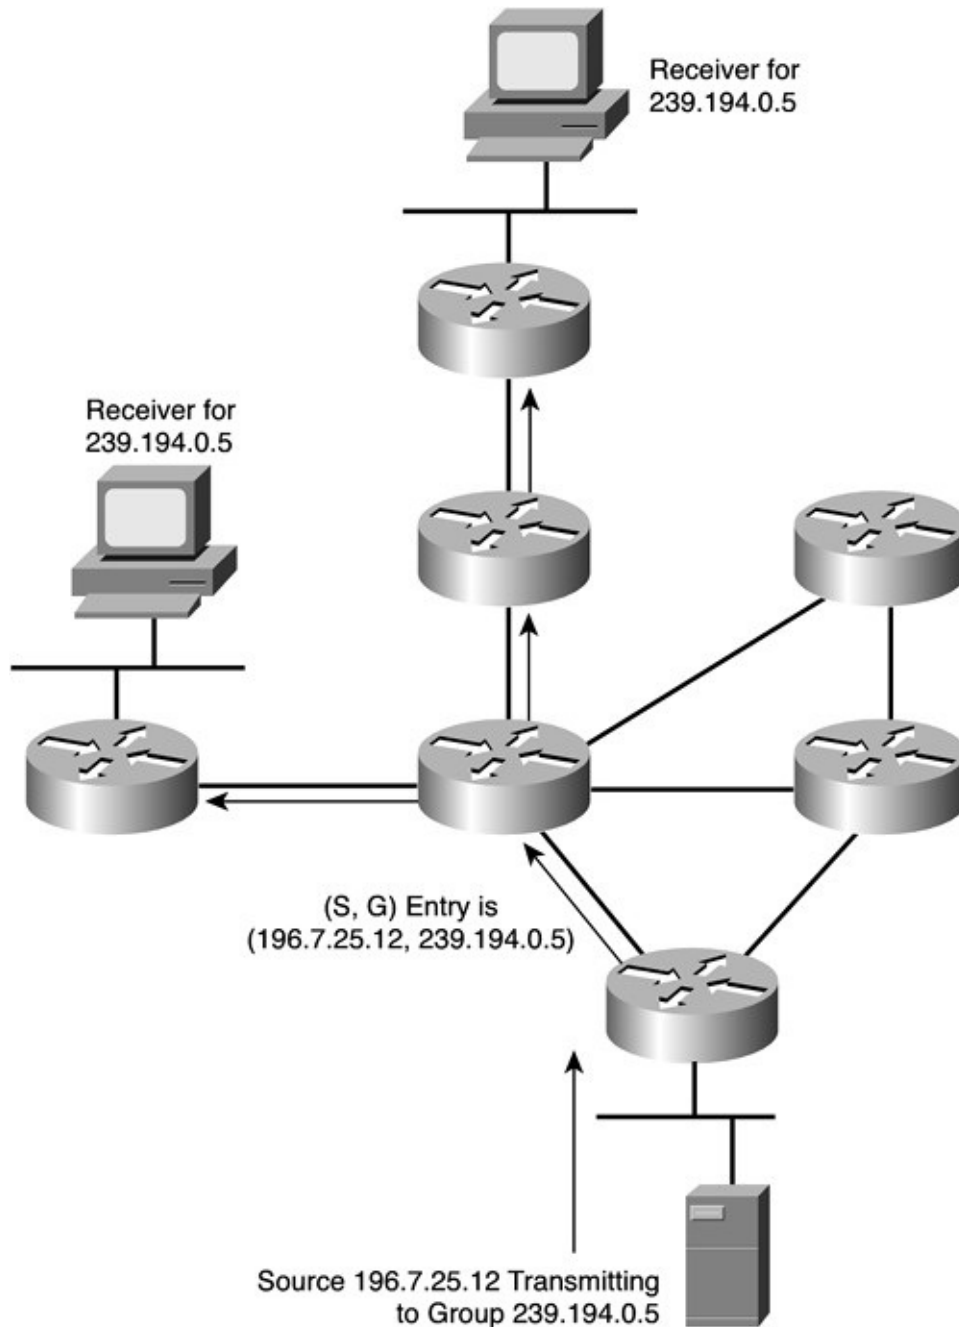 Receiver for
239.194.0.5
Receiver for
239.194.0.5
(S, G) Entry is
(196.7.25.12, 239.194.0.5)
Source 196.7.25.12 Transmitting
to Group 239.194.0.5